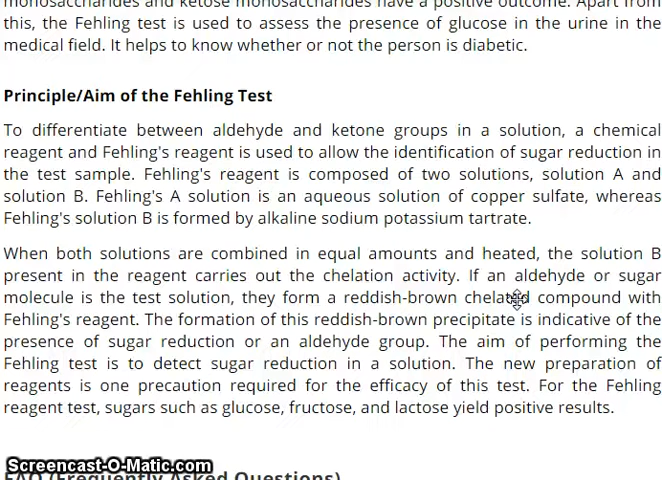 monosaccharides and ketose monosaccharides have a positive outcome. Apart from
this, the Fehling test is used to assess the presence of glucose in the urine in the
medical field. It helps to know whether or not the person is diabetic.
Principle/Aim of the Fehling Test
To differentiate between aldehyde and ketone groups in a solution, a chemical
reagent and Fehling's reagent is used to allow the identification of sugar reduction in
the test sample. Fehling's reagent is composed of two solutions, solution A and
solution B. Fehling's A solution is an aqueous solution of copper sulfate, whereas
Fehling's solution B is formed by alkaline sodium potassium tartrate.
When both solutions are combined in equal amounts and heated, the solution B
present in the reagent carries out the chelation activity. If an aldehyde or sugar
molecule is the test solution, they form a reddish-brown chelated compound with
Fehling's reagent. The formation of this reddish-brown precipitate is indicative of the
presence of sugar reduction or an aldehyde group. The aim of performing the
Fehling test is to detect sugar reduction in a solution. The new preparation of
reagents is one precaution required for the efficacy of this test. For the Fehling
reagent test, sugars such as glucose, fructose, and lactose yield positive results.
Screencast-O-Matic.com
FAQ (Frequently Asked Questions)